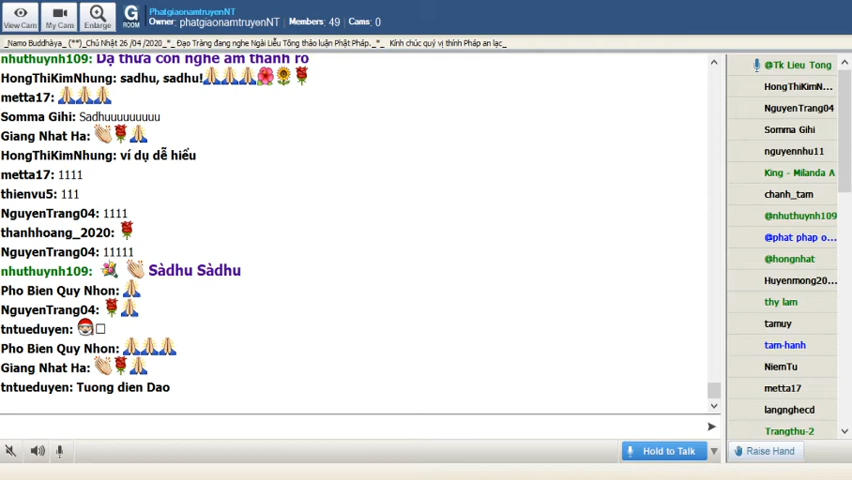 PhatgiaonamtruyenNT
Owner: phatgiaonamtruyenNT Members: 49 Cams: 0
View Cam
My Cam
Enlarge
G ROOM
_Namo Buddhàya_ (**)_Chủ Nhật 26 /04 /2020_*_ Đạo Tràng đang nghe Ngài Liễu Tông thảo luận Phật Pháp._*_ Kính chúc quý vị thính Pháp an lạc_
nhuthuynh109: Dạ thưa con nghe âm thanh rõ
HongThiKimNhung: sadhu, sadhu!
metta17:
Somma Gihi: Sadhuuuuuuuuu
Giang Nhat Ha:
HongThiKimNhung: ví dụ dễ hiểu
metta17: 1111
thienvu5: 111
NguyenTrang04: 1111
thanhhoang_2020:
NguyenTrang04: 11111
nhuthuynh109: Sàdhu Sàdhu
Pho Bien Quy Nhon:
NguyenTrang04:
tntueduyen:
Pho Bien Quy Nhon:
Giang Nhat Ha:
tntueduyen: Tuong dien Dao
Hold to Talk
@Tk Lieu Tong
HongThiKimN...
NguyenTrang04
Somma Gihi
nguyennhu11
King - Milanda A
chanh_tam
@nhuthuynh109
@phat phap o...
@hongnhat
Huyenmong20...
thy lam
tamuy
tam-hanh
NiemTu
metta17
langnghecd
Trangthu-2
Raise Hand